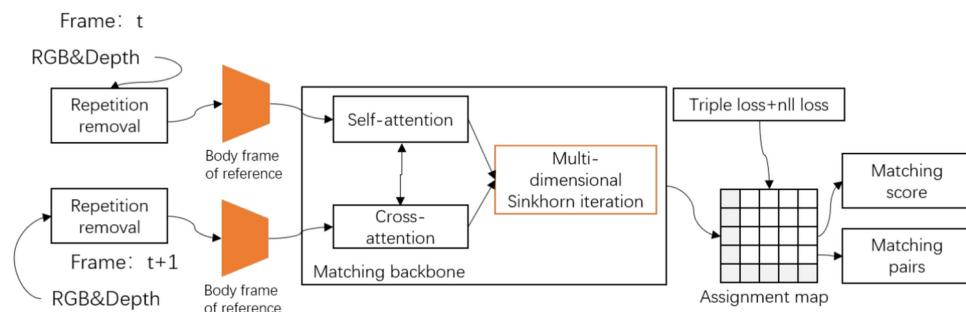 Frame：t
RGB&Depth
Repetition
removal
Body frame
of reference
Self-attention
Multi-
dimensional
Sinkhorn iteration
Cross-
attention
Matching backbone
Repetition
removal
Frame：t+1
RGB&Depth
Body frame
of reference
Triple loss+nll loss
Assignment map
Matching
score
Matching
pairs